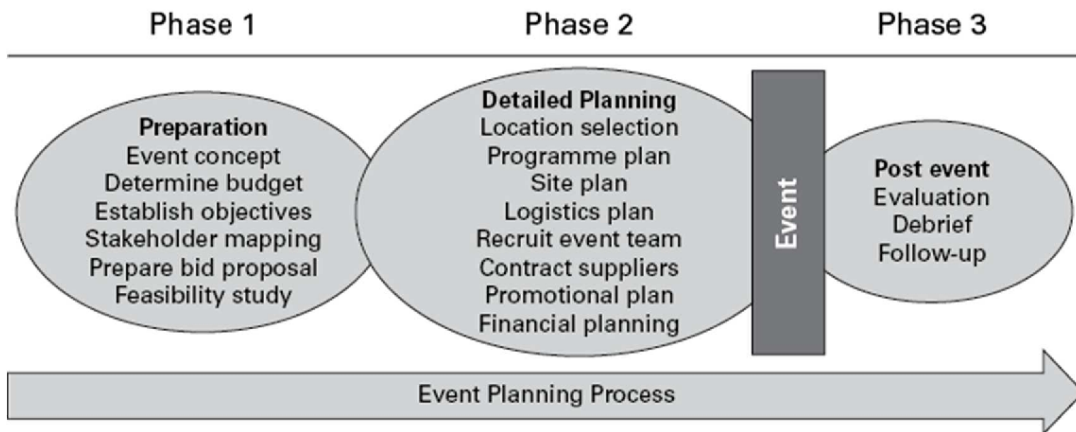 Phase 1
Phase 2
Phase 3
Preparation
Event concept
Determine budget
Establish objectives
Stakeholder mapping
Prepare bid proposal
Feasibility study
Detailed Planning
Location selection
Programme plan
Site plan
Logistics plan
Recruit event team
Contract suppliers
Promotional plan
Financial planning
Event
Post event
Evaluation
Debrief
Follow-up
Event Planning Process